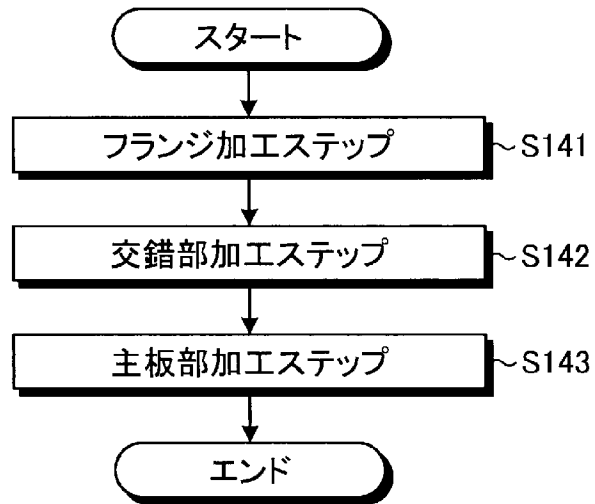 スタート
フランジ加工ステップ ~S141
交錯部加工ステップ ~S142
主板部加工ステップ ~S143
エンド